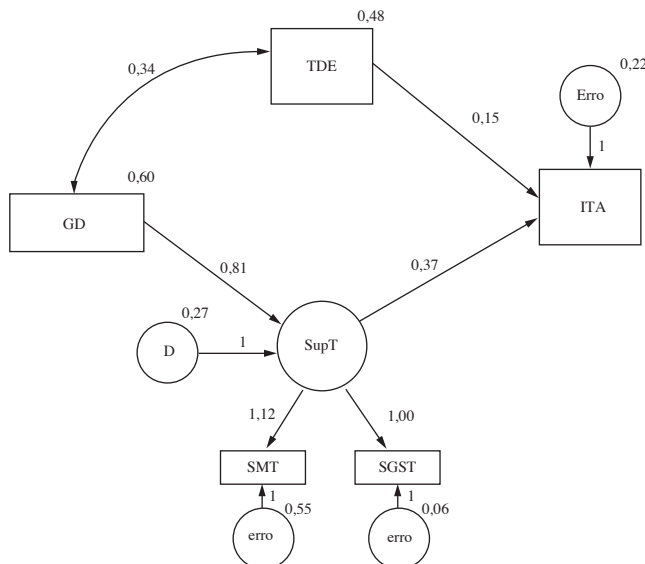 0,48
TDE
0,34
0,22
Erro
0,15
1
0,60
GD
ITA
0,81
0,37
0,27
D
1
SupT
1,12
1,00
SMT
SGST
1
0,55
1
0,06
erro
erro